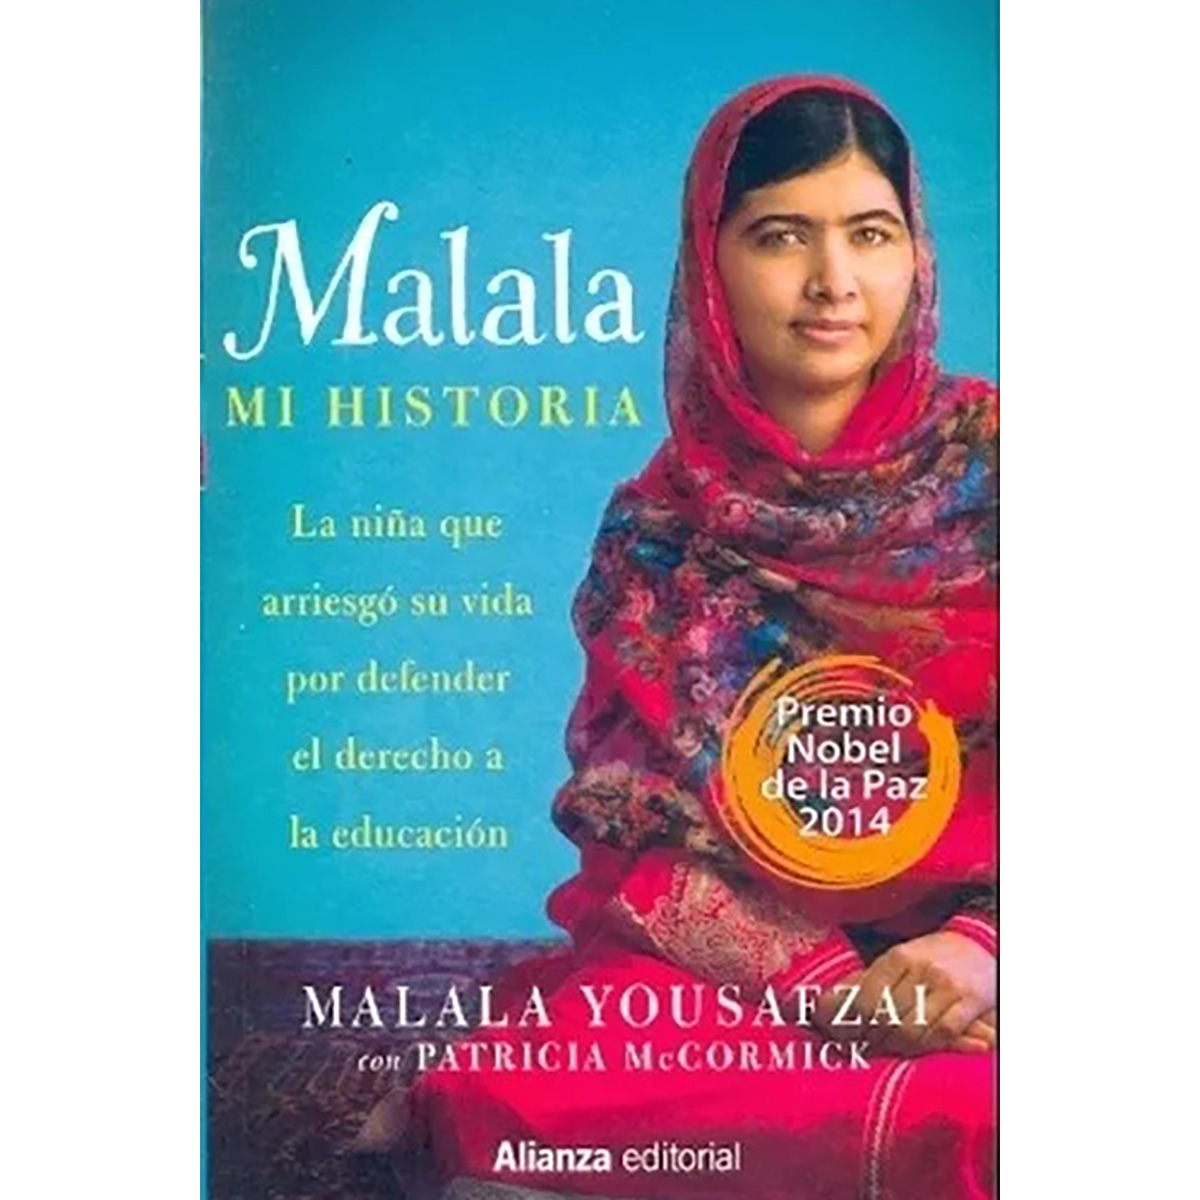 Malala
MI HISTORIA
La niña que
arriesgó su vida
por defender
el derecho a
la educación
Premio
Nobel
de la Paz
2014
MALALA YOUSAFZAI
con PATRICIA McCORMICK
Alianza editorial